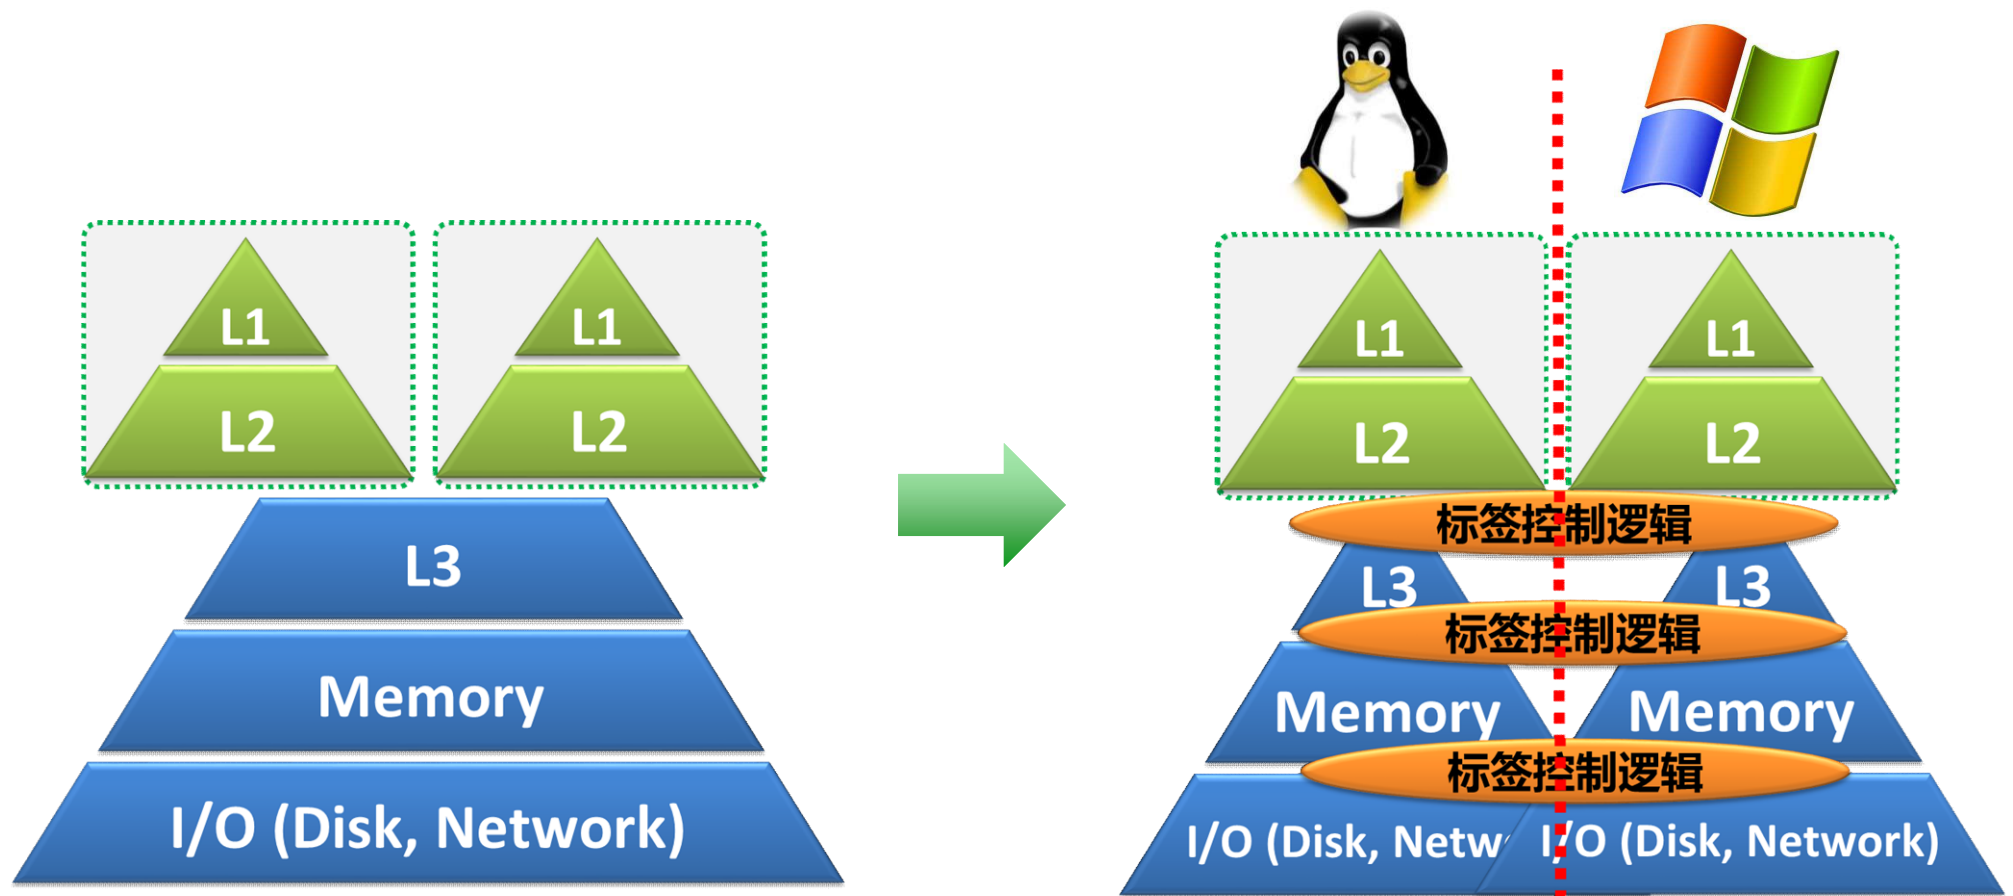 L1
L1
L2
L2
L3
Memory
I/O (Disk, Network)
L1
L1
L2
L2
标签控制逻辑
L3
L3
标签控制逻辑
Memory
Memory
标签控制逻辑
I/O (Disk, Netw
I/O (Disk, Network)